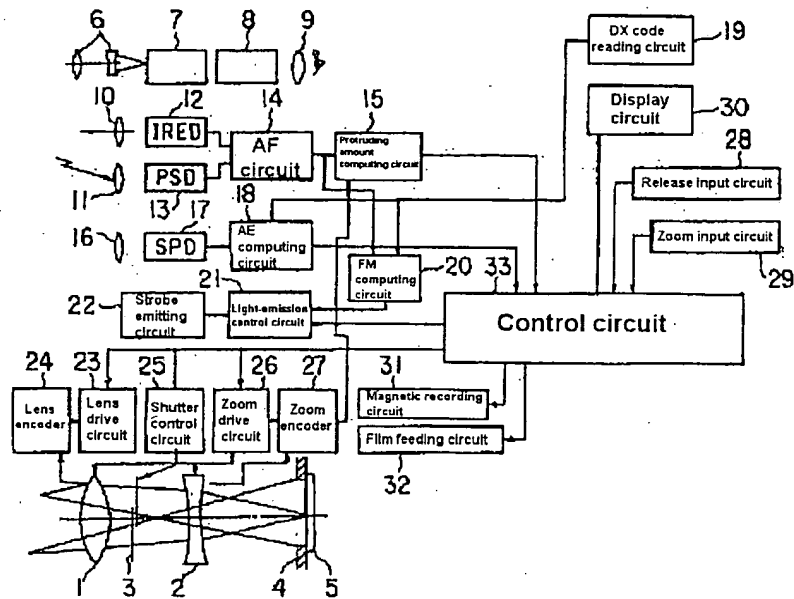 6
7
8
9
DX code
reading circuit
19
10
12
14
15
Display
circuit
30
IRED
AF
circuit
Protruding
amount
computing circuit
28
Release input circuit
11
PSD
13
17
18
16
SPD
AE
computing
circuit
Zoom input circuit
29
FM
computing
circuit
20
33
21
22
Strobe
emitting
circuit
Light-emission
control circuit
Control circuit
24
23
25
26
27
31
Magnetic recording
circuit
Lens
encoder
Lens
drive
circuit
Shutter
control
circuit
Zoom
drive
circuit
Zoom
encoder
Film feeding circuit
32
1
3
2
4
5